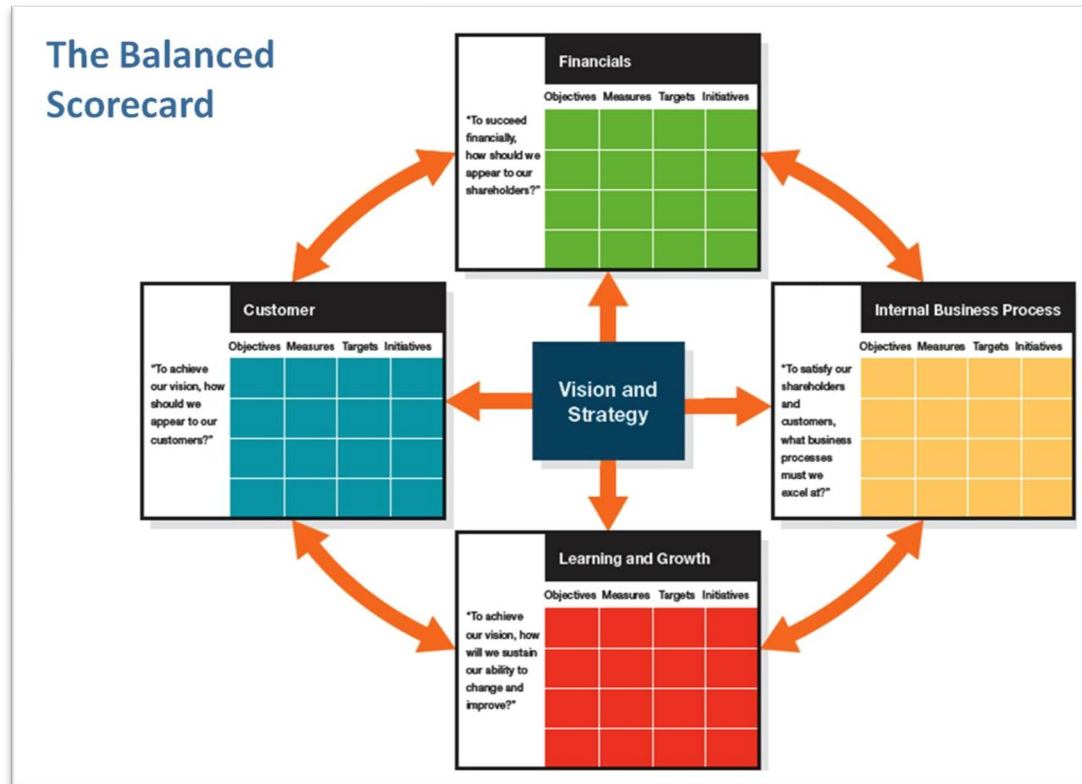 The Balanced
Scorecard
Financials
Objectives Measures Targets Initiatives
"To succeed
financially,
how should we
appear to our
shareholders?"
Customer
Objectives Measures Targets Initiatives
"To achieve
our vision, how
should we
appear to our
customers?"
Vision and
Strategy
Internal Business Process
Objectives Measures Targets Initiatives
"To satisfy our
shareholders
and
customers,
what business
processes
must we
excel at?"
Learning and Growth
Objectives Measures Targets Initiatives
"To achieve
our vision, how
will we sustain
our ability to
change and
improve?"